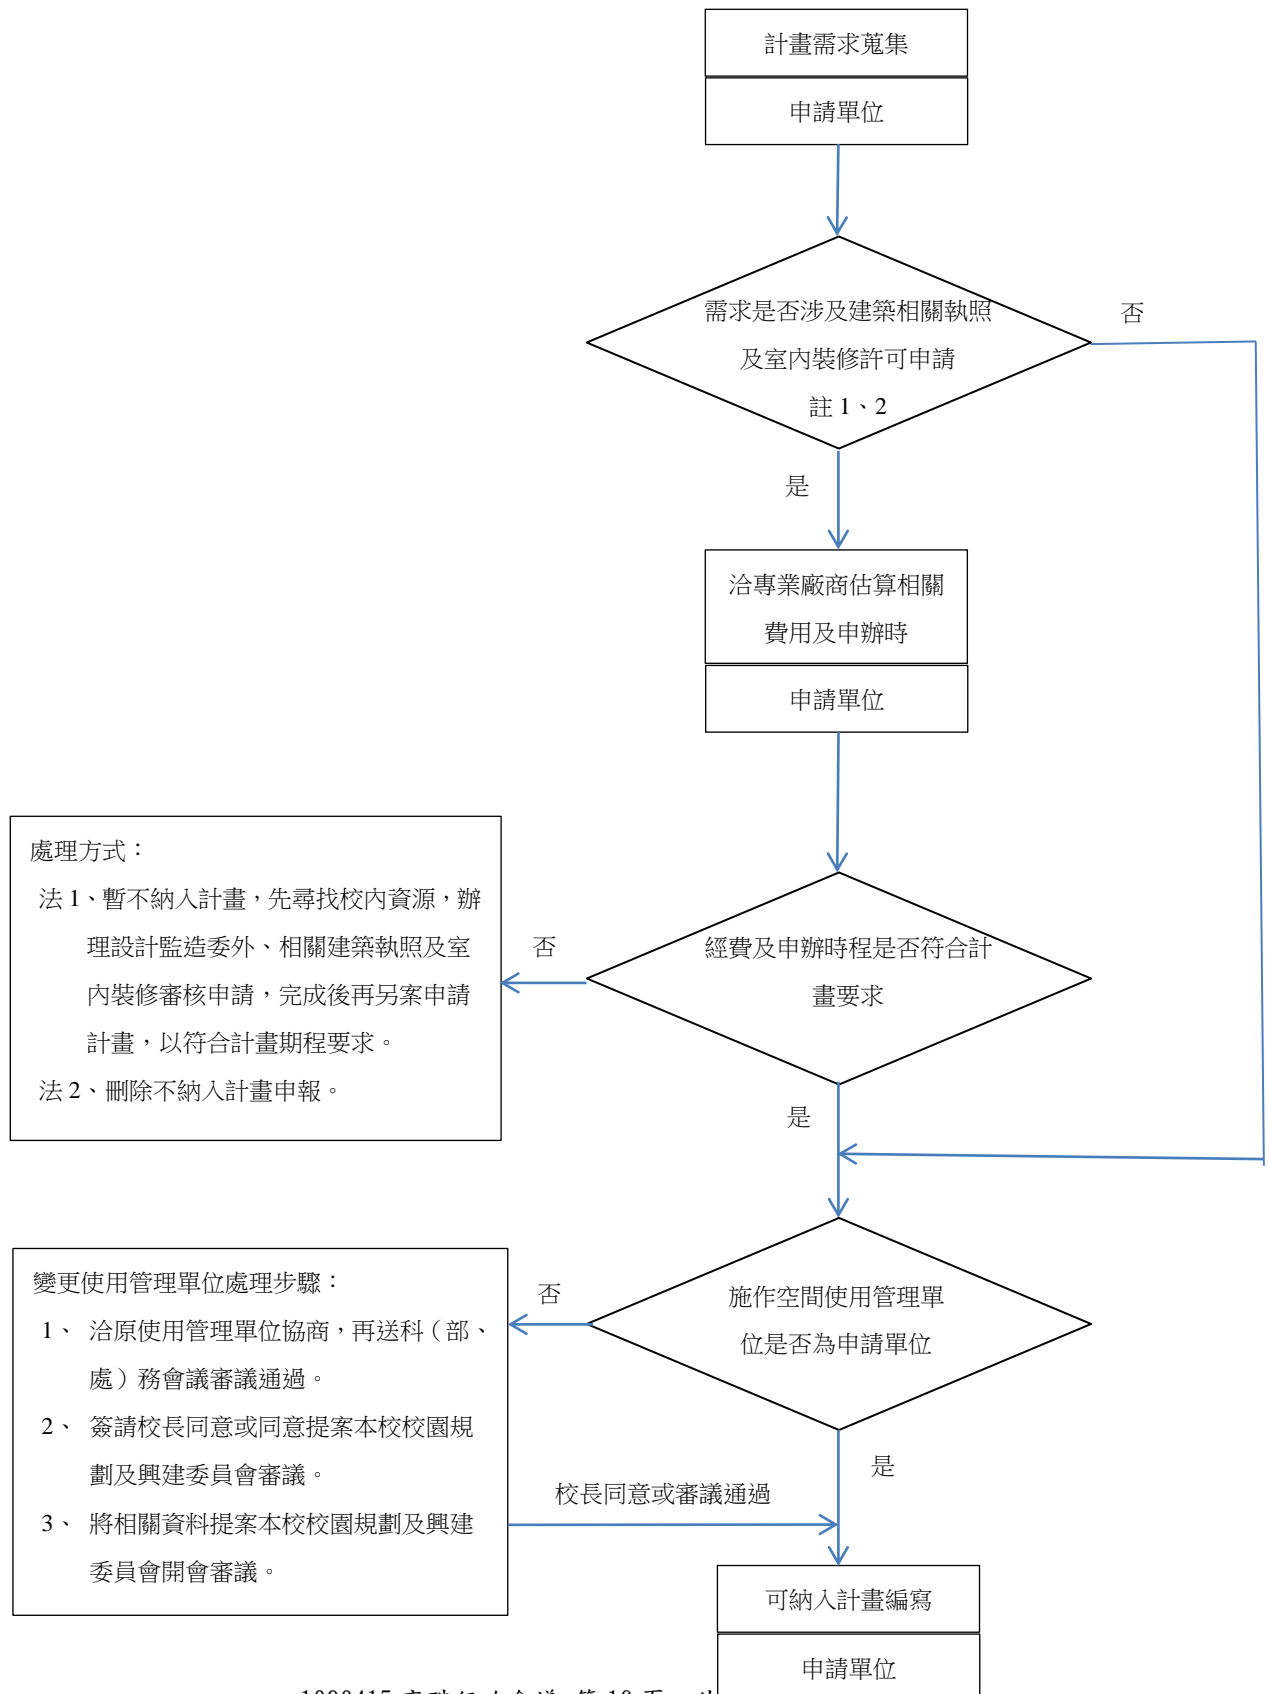 計畫需求蒐集
申請單位
需求是否涉及建築相關執照
及室內裝修許可申請
註 1、2
否
是
洽專業廠商估算相關
費用及申辦時
申請單位
處理方式：
法 1、暫不納入計畫，先尋找校內資源，辦
理設計監造委外、相關建築執照及室
內裝修審核申請，完成後再另案申請
計畫，以符合計畫期程要求。
法 2、刪除不納入計畫申報。
否
經費及申辦時程是否符合計
畫要求
是
變更使用管理單位處理步驟：
1、 洽原使用管理單位協商，再送科（部、
處）務會議審議通過。
2、 簽請校長同意或同意提案本校校園規
劃及興建委員會審議。
3、 將相關資料提案本校校園規劃及興建
委員會開會審議。
否
施作空間使用管理單
位是否為申請單位
是
校長同意或審議通過
可納入計畫編寫
申請單位